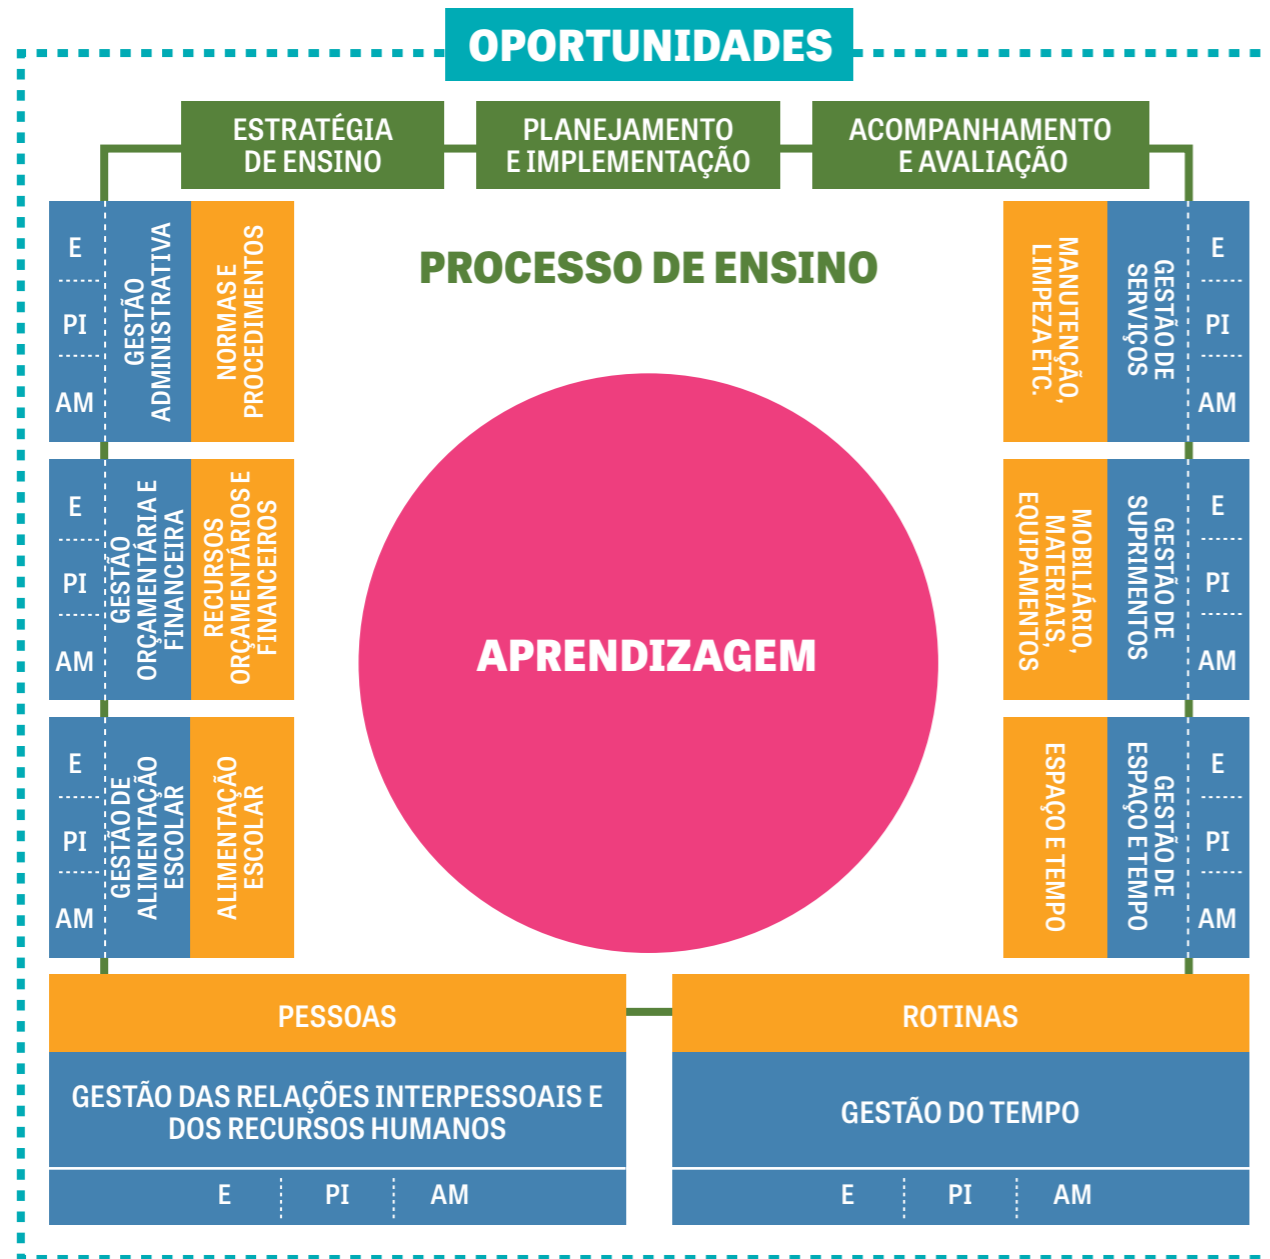 OPORTUNIDADES
ESTRATÉGIA
DE ENSINO
PLANEJAMENTO
E IMPLEMENTAÇÃO
ACOMPANHAMENTO
E AVALIAÇÃO
PROCESSO DE ENSINO
E
PI
AM
GESTÃO
ADMINISTRATIVA
NORMAS E
PROCEDIMENTOS
E
PI
AM
GESTÃO
ORÇAMENTÁRIA E
FINANCEIRA
RECURSOS
ORÇAMENTÁRIOS E
FINANCEIROS
E
PI
AM
GESTÃO DE
ALIMENTAÇÃO
ESCOLAR
ALIMENTAÇÃO
ESCOLAR
APRENDIZAGEM
MANUTENÇÃO,
LIMPEZA ETC.
GESTÃO DE
SERVIÇOS
E
PI
AM
MOBILIÁRIO,
MATERIAIS,
EQUIPAMENTOS
GESTÃO DE
SUPRIMENTOS
E
PI
AM
ESPAÇO E TEMPO
GESTÃO DE
ESPAÇO E TEMPO
E
PI
AM
PESSOAS
GESTÃO DAS RELAÇÕES INTERPESSOAIS E
DOS RECURSOS HUMANOS
E PI AM
ROTINAS
GESTÃO DO TEMPO
E PI AM